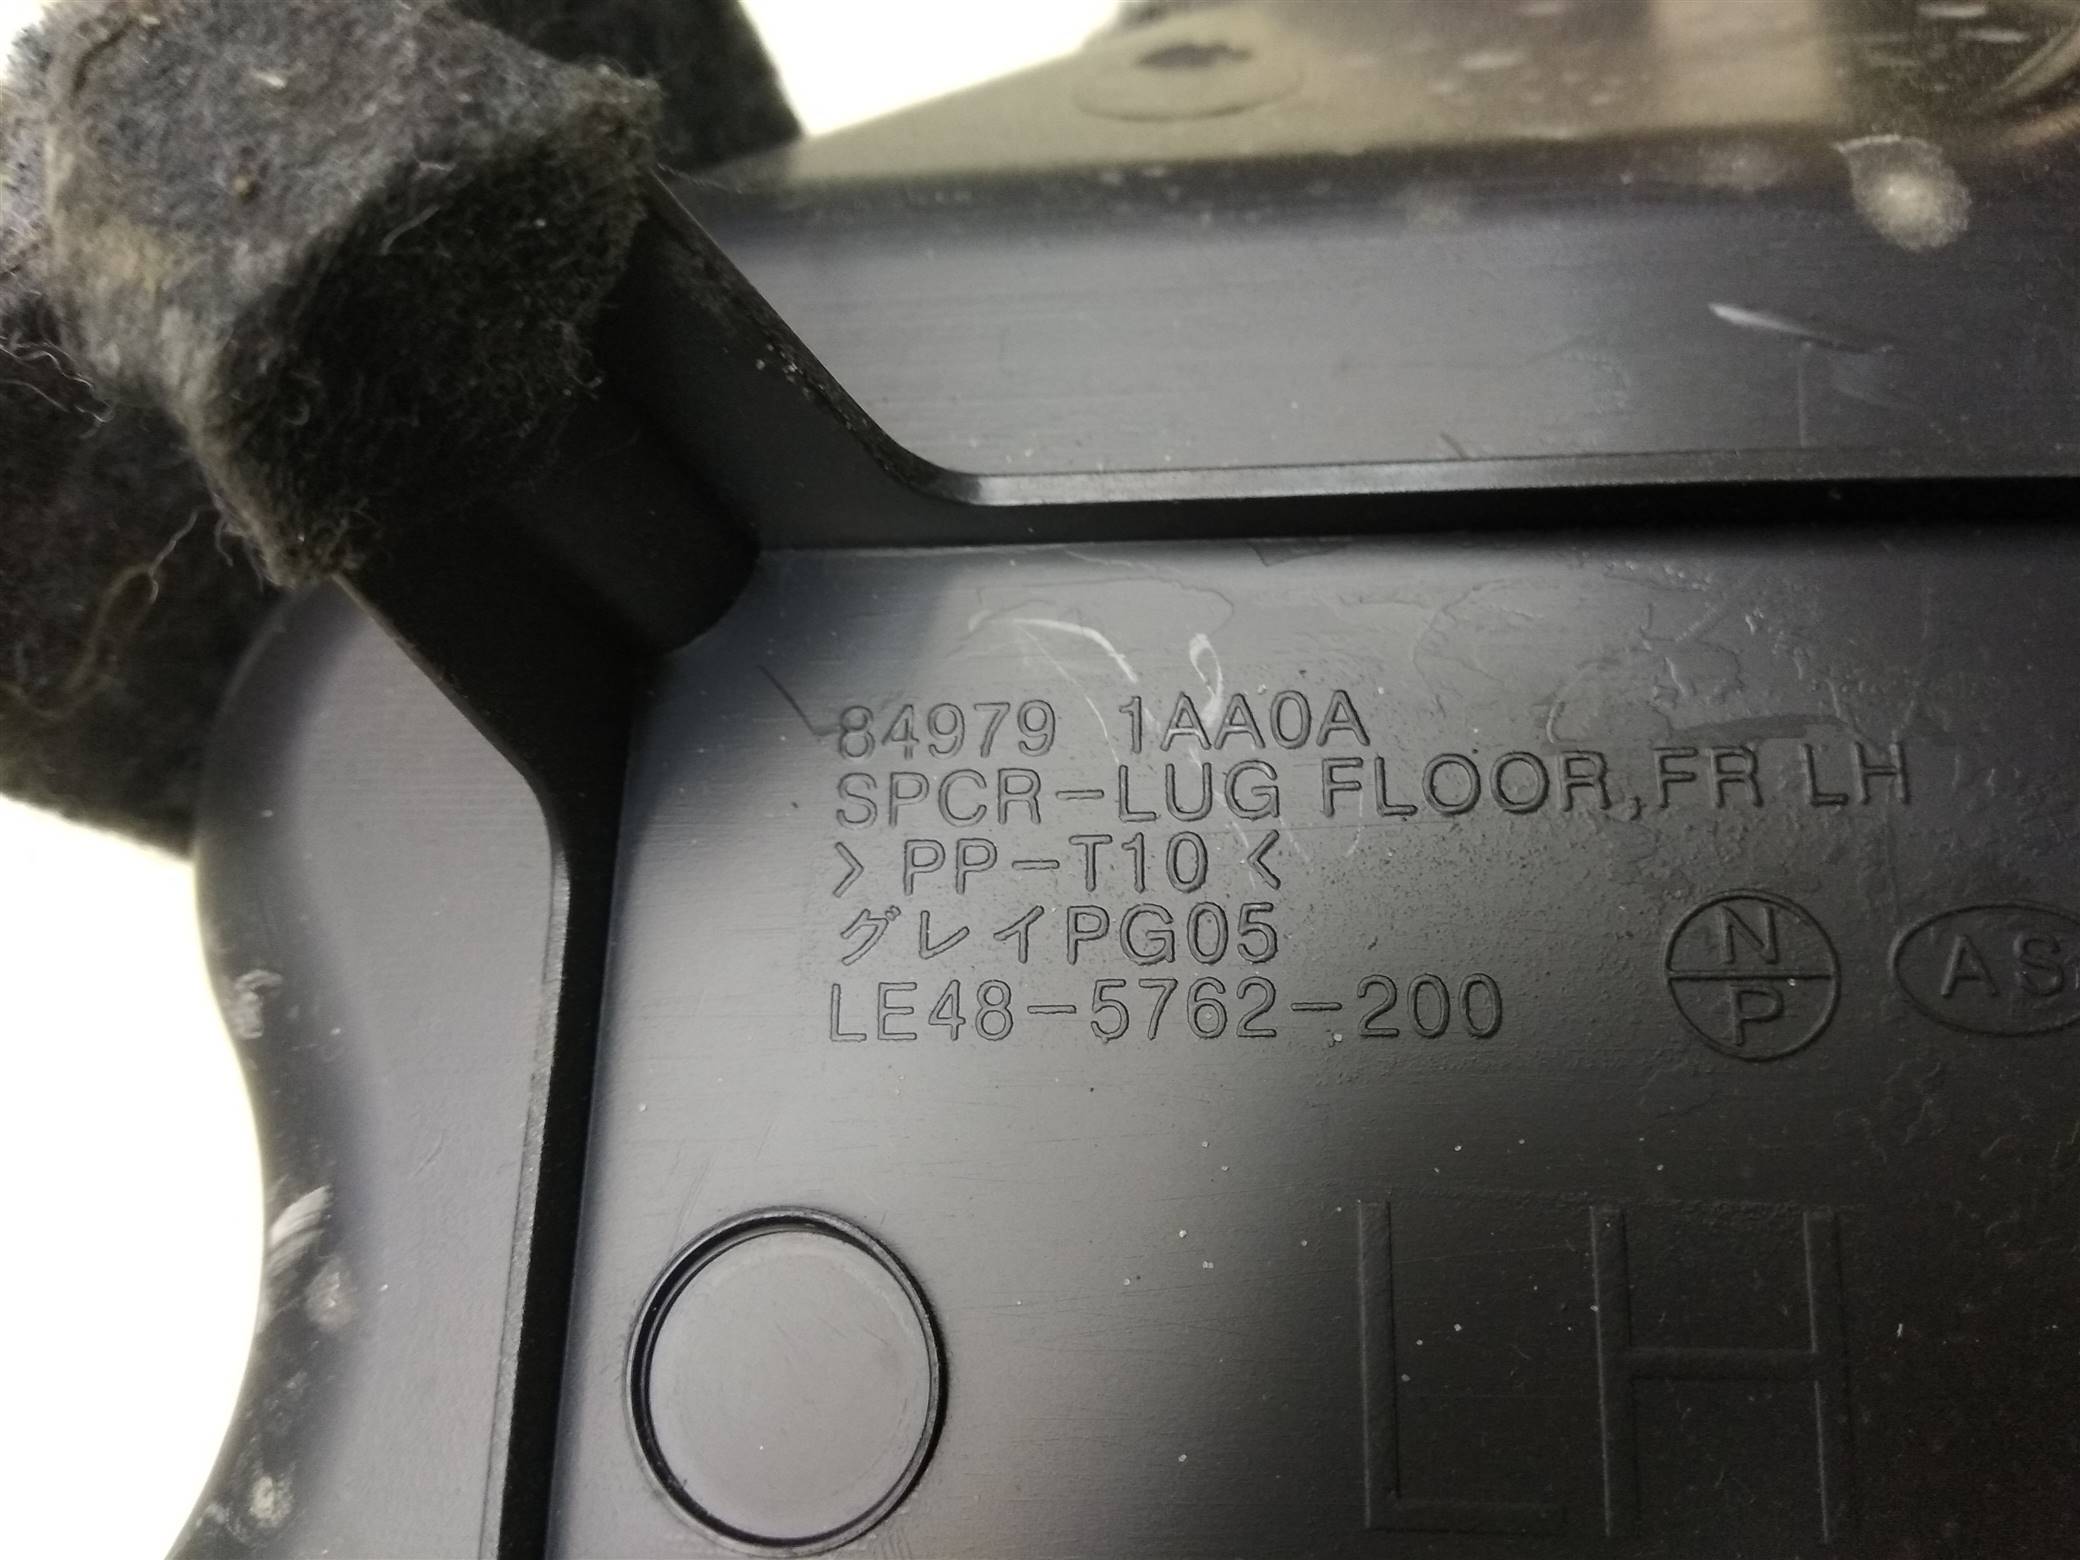 84979 1AA0A
SPCR-LUG FLOOR,FR LH
>PP-T10<
グレイPG05
LE48-5762-200
N
P
AS
LH